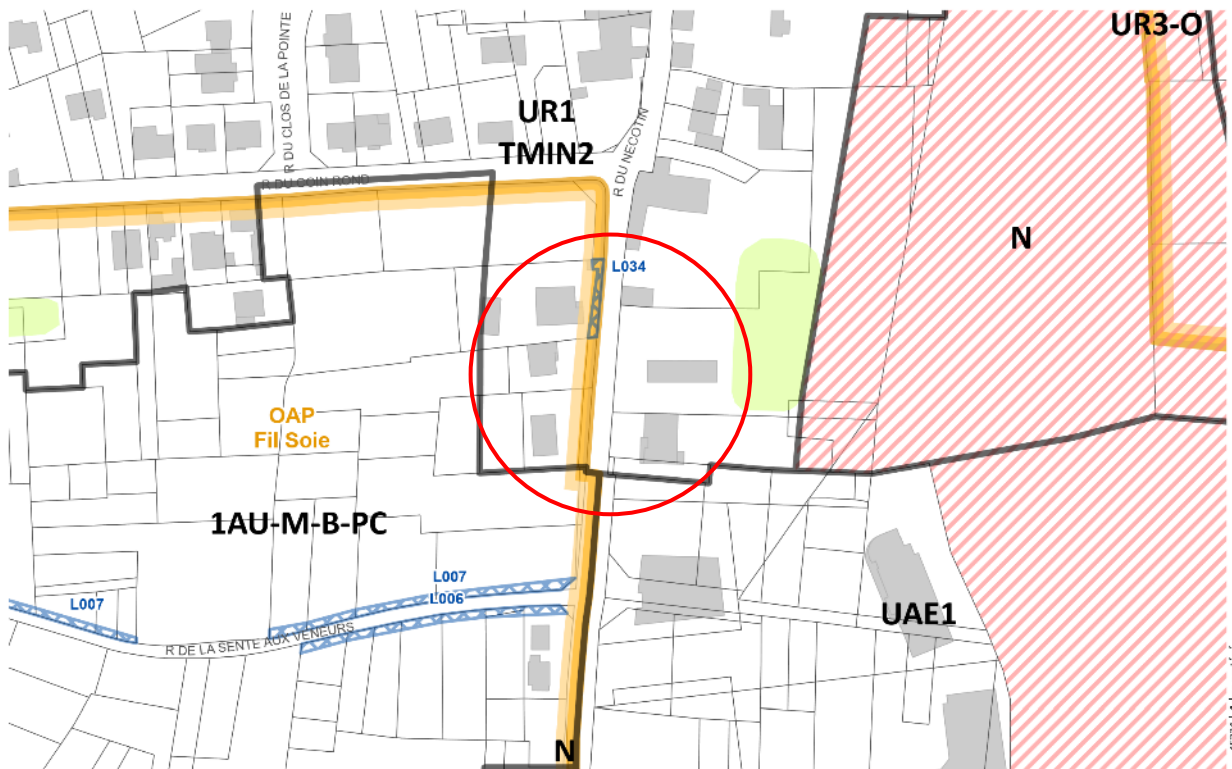 UR3-O
R DU CLOS DE LA POINTE
UR1
TMIN2
R DU NECOTIN
R DU COIN ROND
N
L034
OAP
Fil Soie
1AU-M-B-PC
L007
L006
L007
UAE1
R DE LA SENTE AUX VENEURS
N